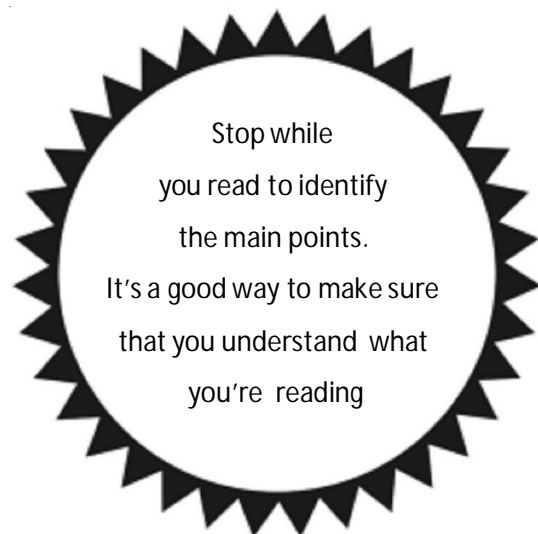 Stop while
you read to identify
the main points.
It's a good way to make sure
that you understand what
you're reading